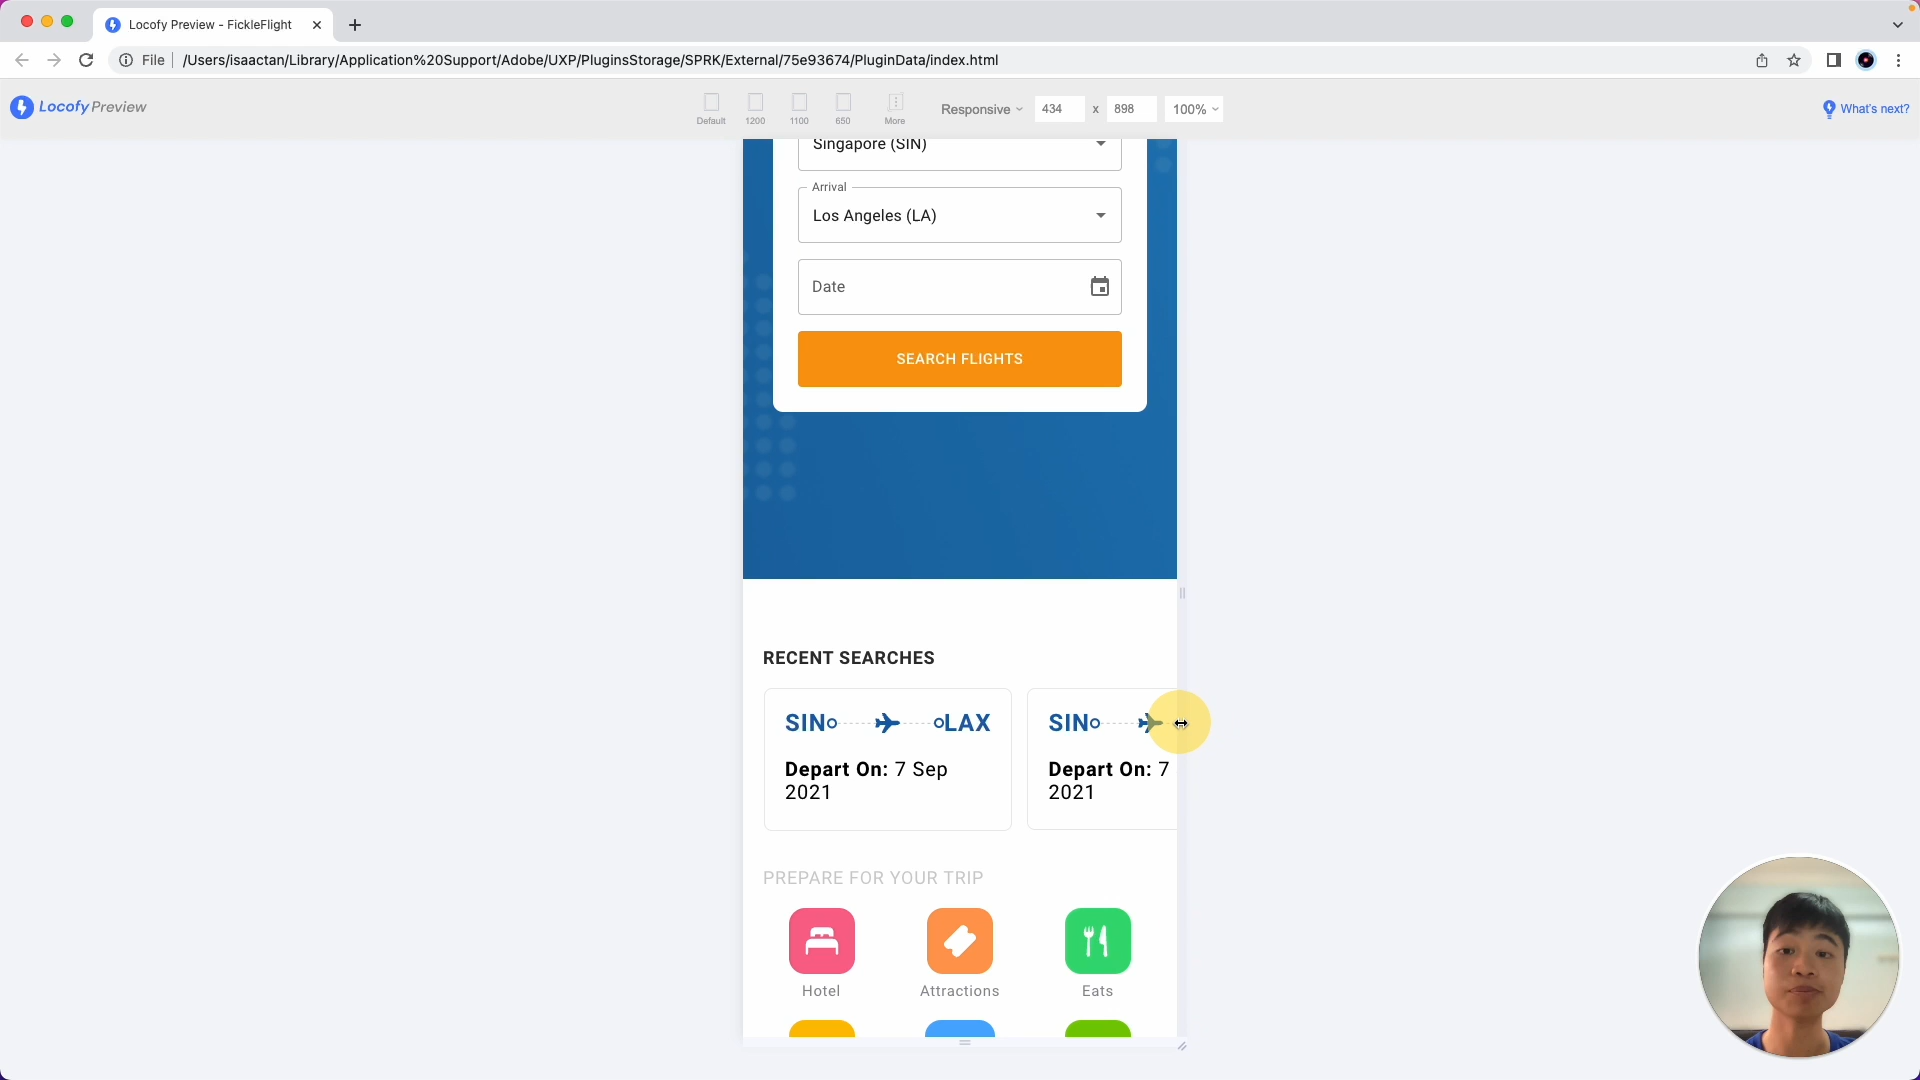 Locofy Preview - FickleFlight
File
/Users/isaactan/Library/Application%20Support/Adobe/UXP/PluginsStorage/SPRK/External/75e93674/PluginData/index.html
Locofy Preview
Default
1200
1100
650
More
Responsive
434
x
898
100%
What's next?
Singapore (SIN)
Arrival
Los Angeles (LA)
Date
SEARCH FLIGHTS
RECENT SEARCHES
SIN
LAX
SIN
Depart On: 7 Sep
2021
Depart On: 7
2021
PREPARE FOR YOUR TRIP
Hotel
Attractions
Eats